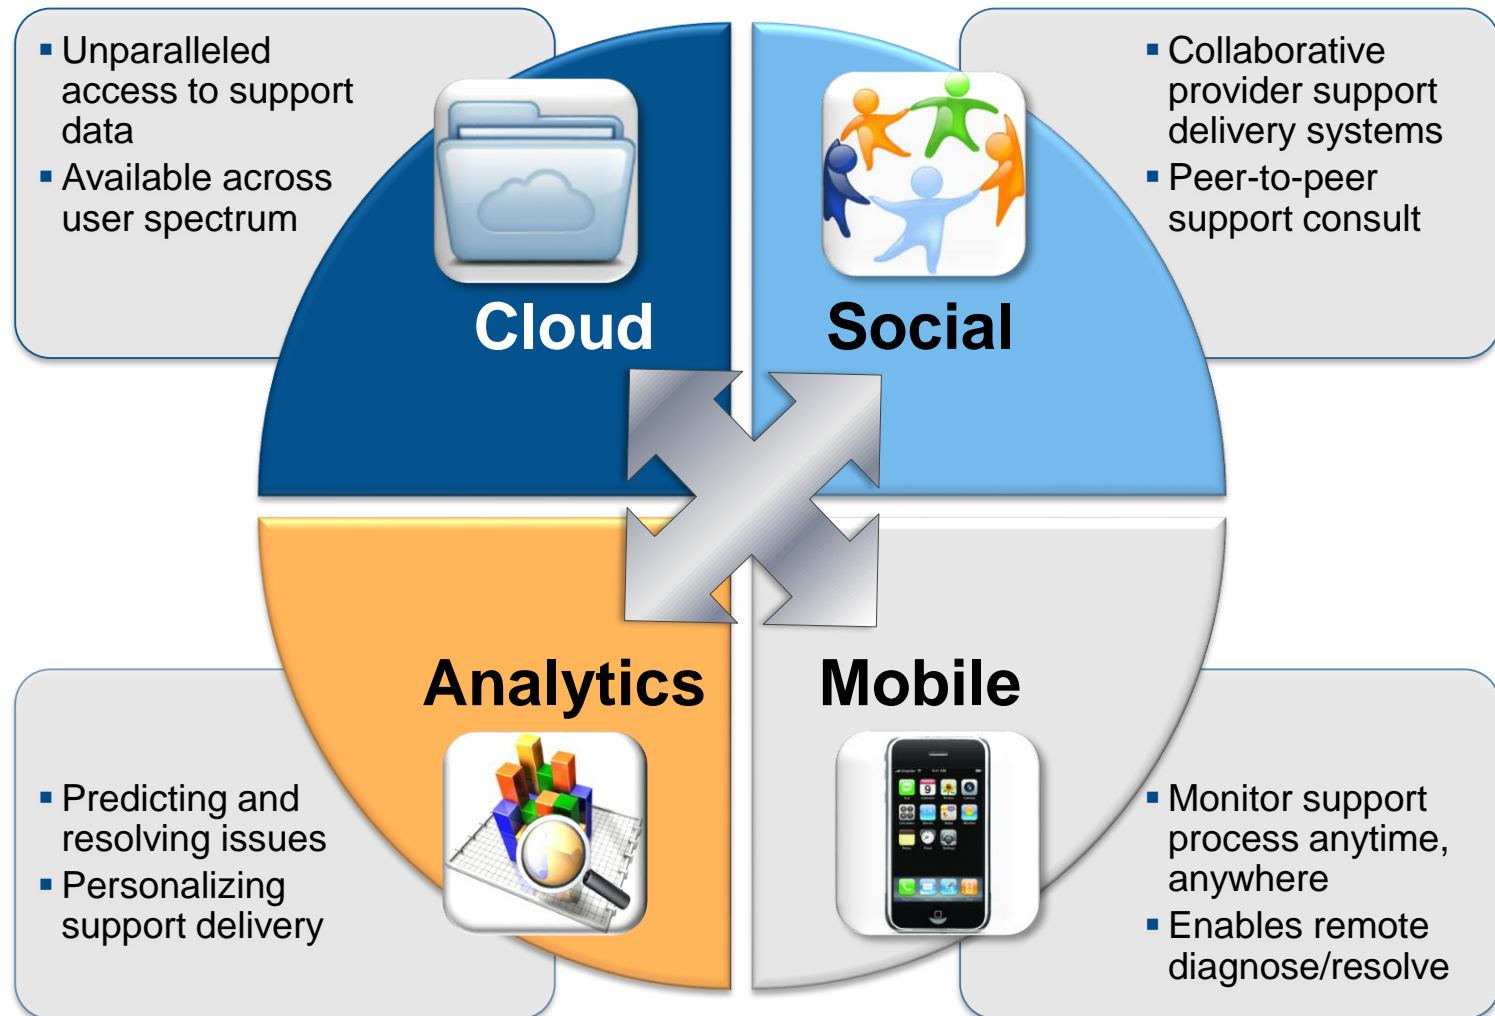 ▪ Unparalleled
access to support
data
▪ Available across
user spectrum
Cloud
▪ Collaborative
provider support
delivery systems
▪ Peer-to-peer
support consult
Social
Analytics
▪ Predicting and
resolving issues
▪ Personalizing
support delivery
Mobile
▪ Monitor support
process anytime,
anywhere
▪ Enables remote
diagnose/resolve